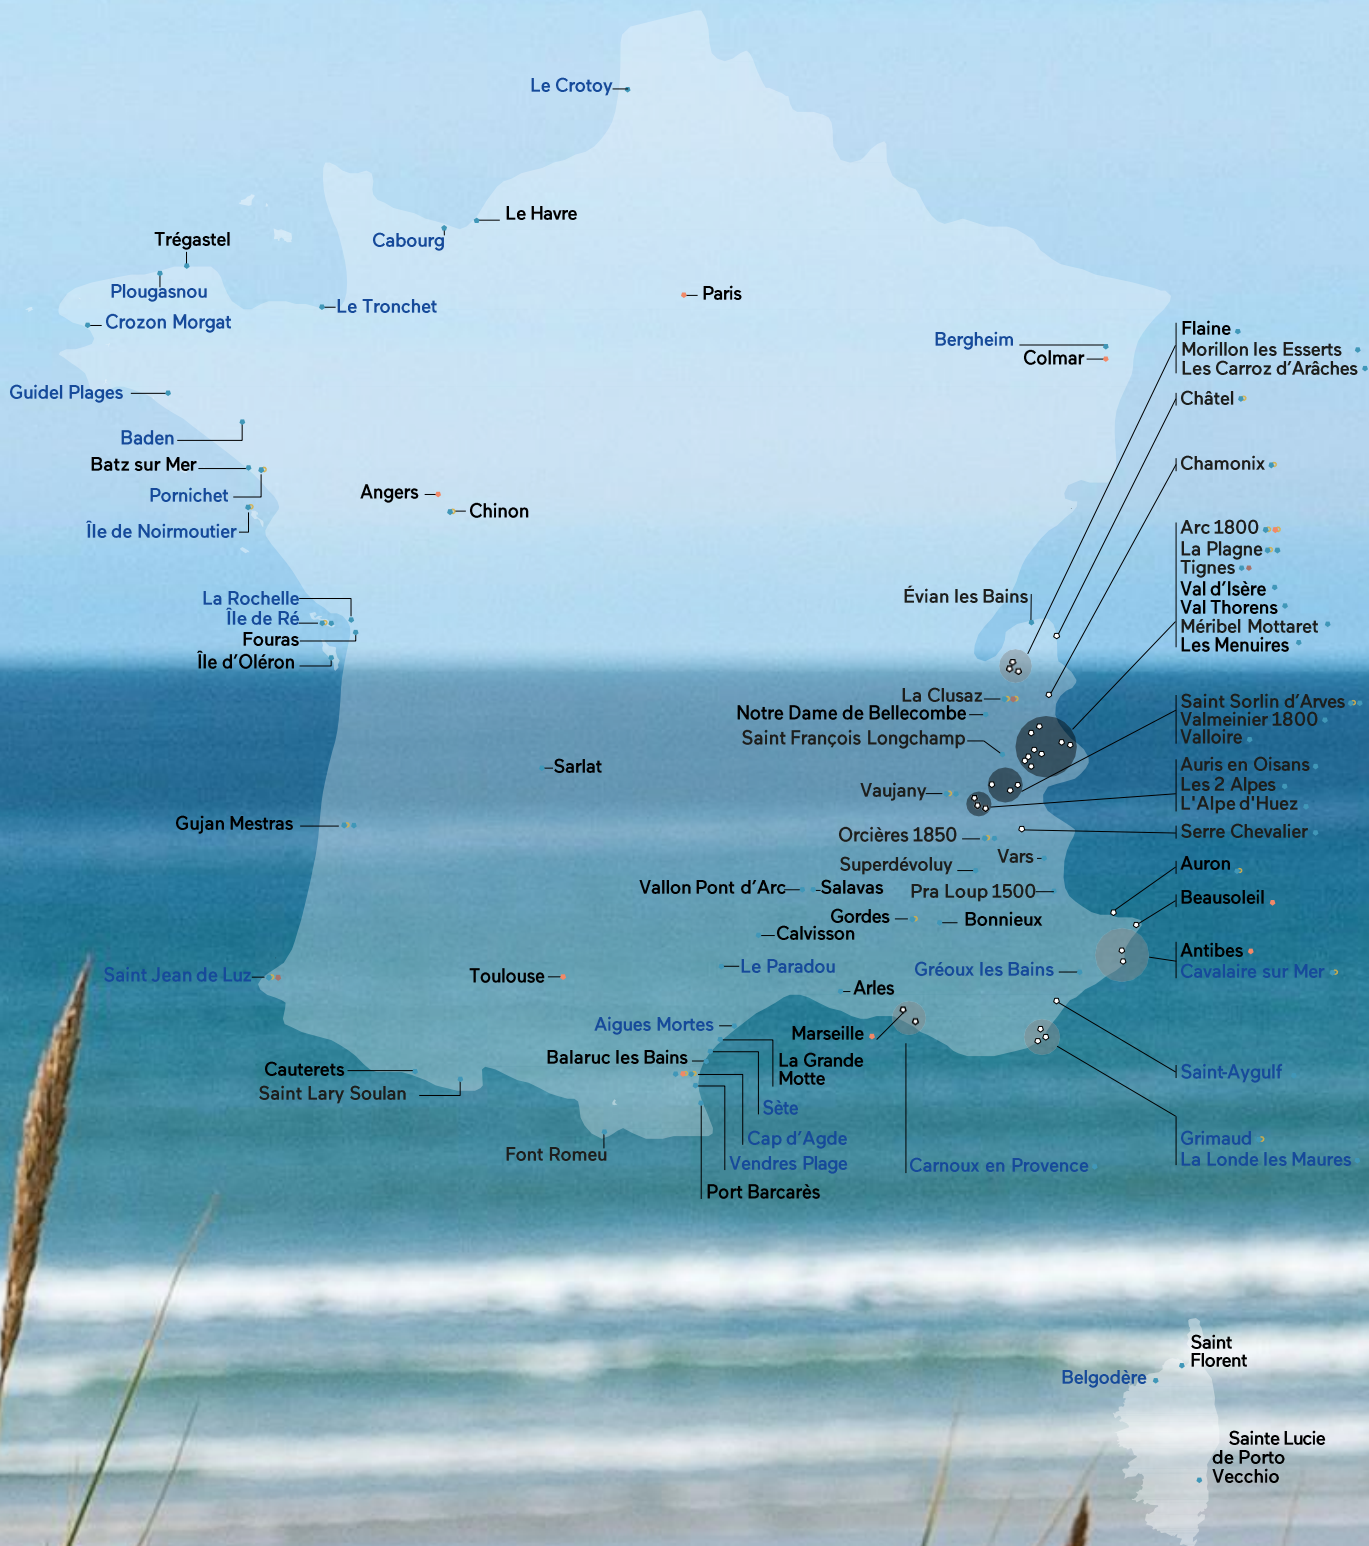 Le Crotoy
Le Havre
Cabourg
Trégastel
Plougasnou
Le Tronchet
Crozon Morgat
Paris
Bergheim
Colmar
Flaine
Morillon les Esserts
Les Carroz d'Arâches
Châtel
Guidel Plages
Baden
Batz sur Mer
Pornichet
Île de Noirmoutier
Angers
Chinon
Chamonix
Arc 1800
La Plagne
Tignes
Val d'Isère
Val Thorens
Méribel Mottaret
Les Menuires
Évian les Bains
La Rochelle
Île de Ré
Fouras
Île d'Oléron
La Clusaz
Notre Dame de Bellecombe
Saint François Longchamp
Saint Sorlin d'Arves
Valmeinier 1800
Valloire
Sarlat
Vaujany
Auris en Oisans
Les 2 Alpes
L'Alpe d'Huez
Gujan Mestras
Orcières 1850
Serre Chevalier
Superdévoluy
Vars
Auron
Vallon Pont d'Arc
Salavas
Pra Loup 1500
Beausoleil
Gordes
Bonnieux
Calvisson
Antibes
Cavalaire sur Mer
Saint Jean de Luz
Toulouse
Le Paradou
Gréoux les Bains
Arles
Aigues Mortes
Marseille
Balaruc les Bains
La Grande
Motte
Cauterets
Saint Lary Soulan
Saint-Aygulf
Sète
Cap d'Agde
Font Romeu
Vendres Plage
Carnoux en Provence
Grimaud
La Londe les Maures
Port Barcarès
Saint
Florent
Belgodère
Sainte Lucie
de Porto
Vecchio